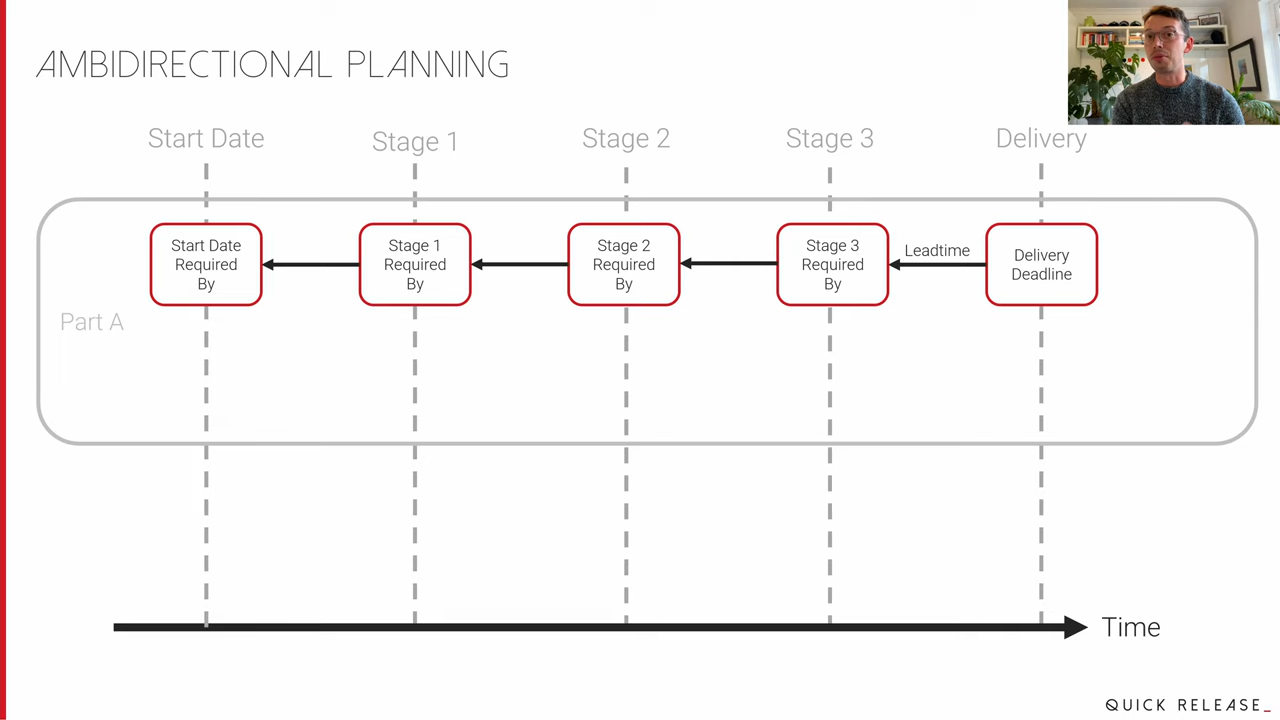 AMBIDIRECTIONAL PLANNING
Start Date
Stage 1
Stage 2
Stage 3
Delivery
Start Date
Required
By
Stage 1
Required
By
Stage 2
Required
By
Stage 3
Required
By
Leadtime
Delivery
Deadline
Part A
Time
QUICK RELEASE_